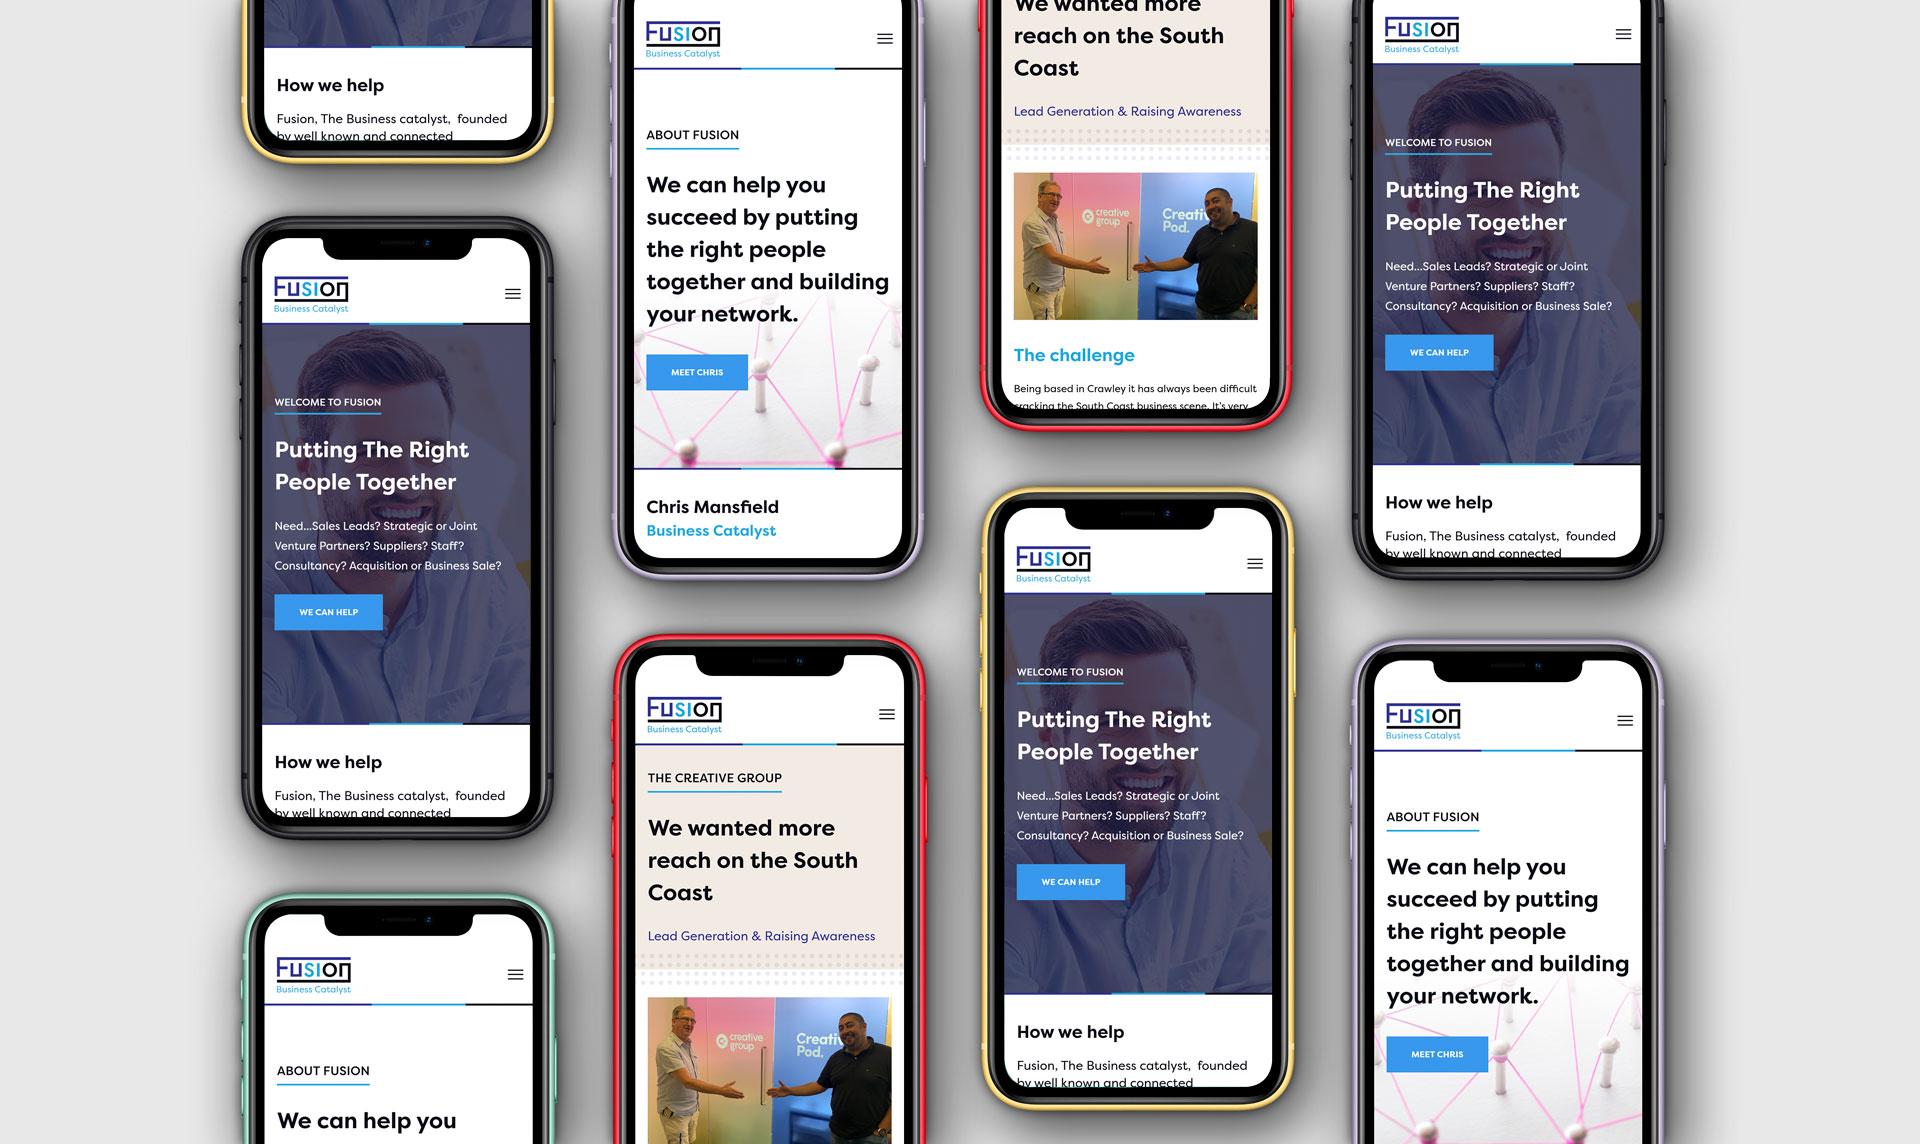 How we help
Fusion, The Business catalyst,  founded
by well known and connected
Fusion
Business Catalyst
WELCOME TO FUSION
Putting The Right
People Together
Need...Sales Leads? Strategic or Joint
Venture Partners? Suppliers? Staff?
Consultancy? Acquisition or Business Sale?
WE CAN HELP
How we help
Fusion, The Business catalyst,  founded
by well known and connected
Fusion
Business Catalyst
ABOUT FUSION
We can help you
Fusion
Business Catalyst
ABOUT FUSION
We can help you
succeed by putting
the right people
together and building
your network.
MEET CHRIS
Chris Mansfield
Business Catalyst
Fusion
Business Catalyst
THE CREATIVE GROUP
We wanted more
reach on the South
Coast
Lead Generation & Raising Awareness
creative
group
Creati
Pod.
We wanted more
reach on the South
Coast
Lead Generation & Raising Awareness
creative
group
Creati
Pod.
The challenge
Being based in Crawley it has always been difficult
cracking the South Coast business scene. It's very
Fusion
Business Catalyst
WELCOME TO FUSION
Putting The Right
People Together
Need...Sales Leads? Strategic or Joint
Venture Partners? Suppliers? Staff?
Consultancy? Acquisition or Business Sale?
WE CAN HELP
How we help
Fusion, The Business catalyst,  founded
by well known and connected
Fusion
Business Catalyst
WELCOME TO FUSION
Putting The Right
People Together
Need...Sales Leads? Strategic or Joint
Venture Partners? Suppliers? Staff?
Consultancy? Acquisition or Business Sale?
WE CAN HELP
How we help
Fusion, The Business catalyst,  founded
by well known and connected
Fusion
Business Catalyst
ABOUT FUSION
We can help you
succeed by putting
the right people
together and building
your network.
MEET CHRIS